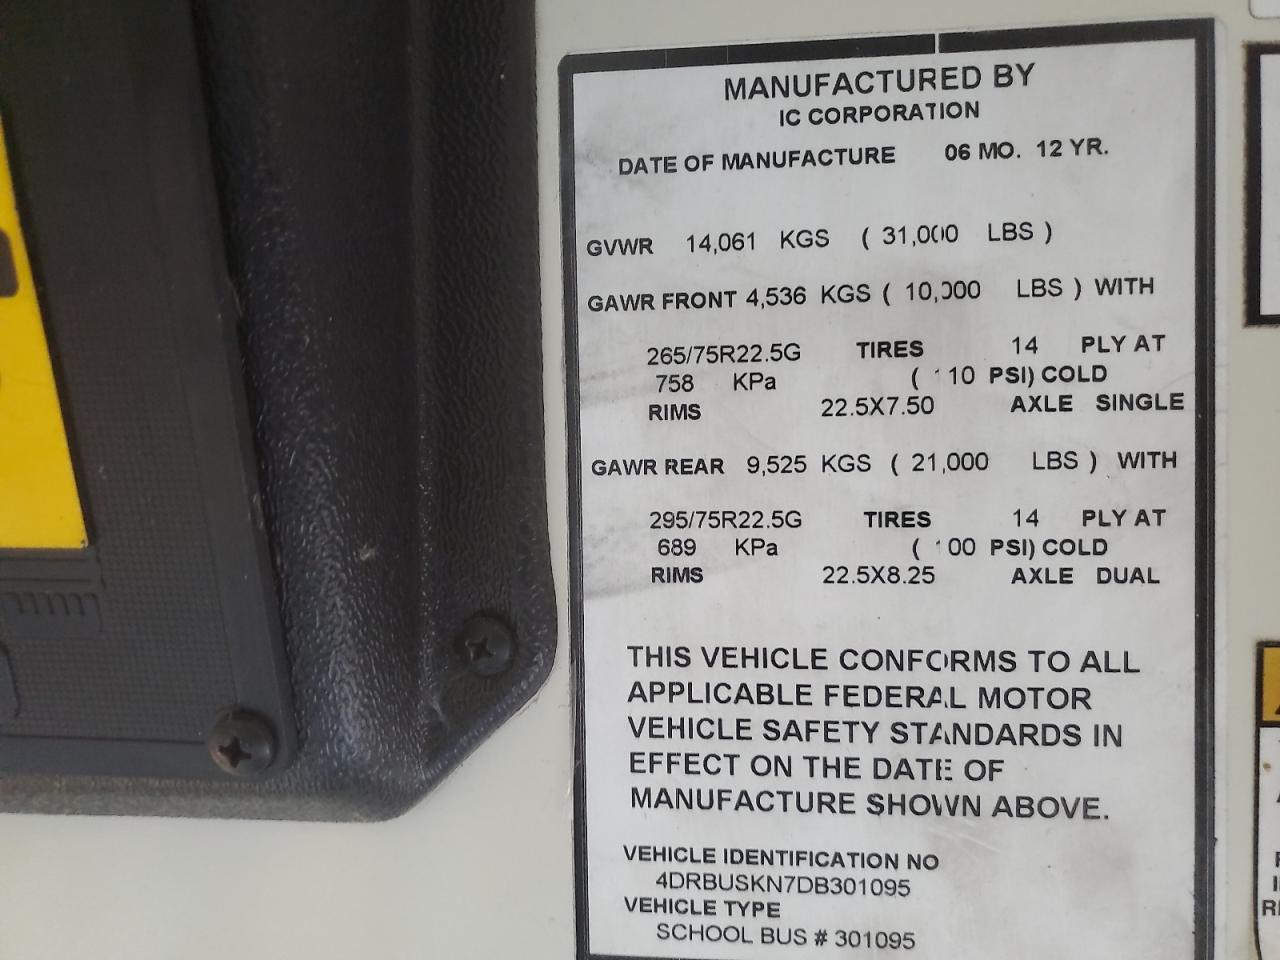 MANUFACTURED BY
IC CORPORATION
DATE OF MANUFACTURE 06 MO. 12 YR.
GVWR 14,061 KGS ( 31,000 LBS )
GAWR FRONT 4,536 KGS ( 10,000 LBS ) WITH
265/75R22.5G TIRES 14 PLY AT
758 KPa ( 110 PSI) COLD
RIMS 22.5X7.50 AXLE SINGLE
GAWR REAR 9,525 KGS ( 21,000 LBS ) WITH
295/75R22.5G TIRES 14 PLY AT
689 KPa ( 100 PSI) COLD
RIMS 22.5X8.25 AXLE DUAL
THIS VEHICLE CONFORMS TO ALL
APPLICABLE FEDERAL MOTOR
VEHICLE SAFETY STANDARDS IN
EFFECT ON THE DATE OF
MANUFACTURE SHOWN ABOVE.
VEHICLE IDENTIFICATION NO
4DRBUSKN7DB301095
VEHICLE TYPE
SCHOOL BUS # 301095